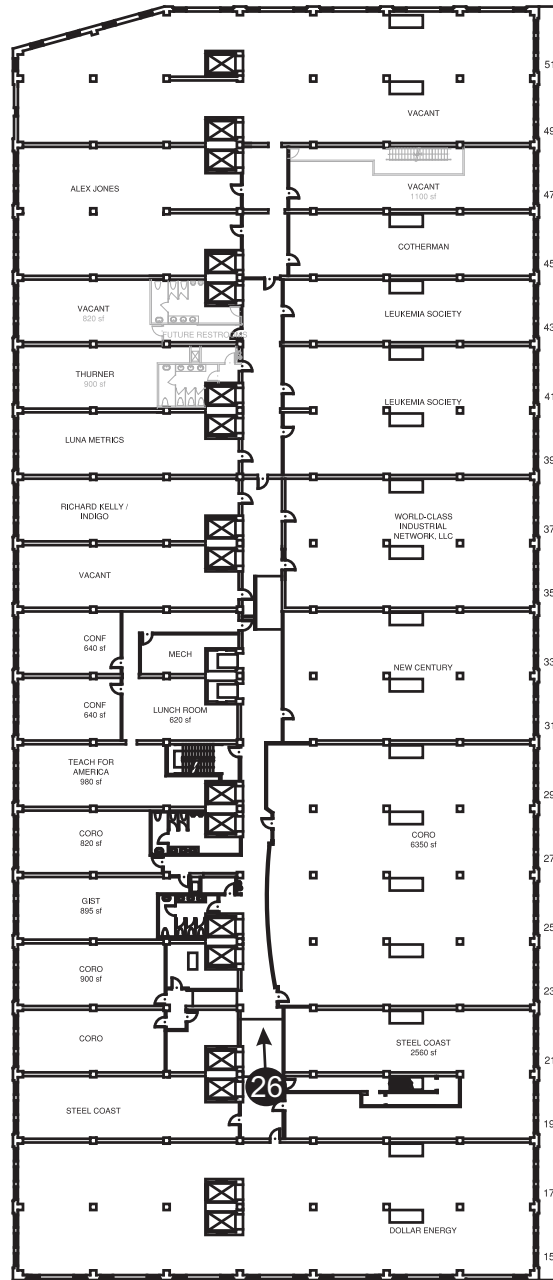 51
VACANT
49
ALEX JONES
VACANT
1100 sf
47
COTHERMAN
45
VACANT
820 sf
LEUKEMIA SOCIETY
43
FUTURE RESTROOMS
THURNER
900 sf
41
LEUKEMIA SOCIETY
LUNA METRICS
39
RICHARD KELLY /
INDIGO
WORLD-CLASS
INDUSTRIAL
NETWORK, LLC
37
VACANT
35
CONF
640 sf
MECH
33
NEW CENTURY
CONF
640 sf
LUNCH ROOM
620 sf
31
TEACH FOR
AMERICA
980 sf
29
CORO
820 sf
CORO
6350 sf
27
GIST
895 sf
25
CORO
900 sf
23
CORO
STEEL COAST
2560 sf
21
26
STEEL COAST
19
17
DOLLAR ENERGY
15